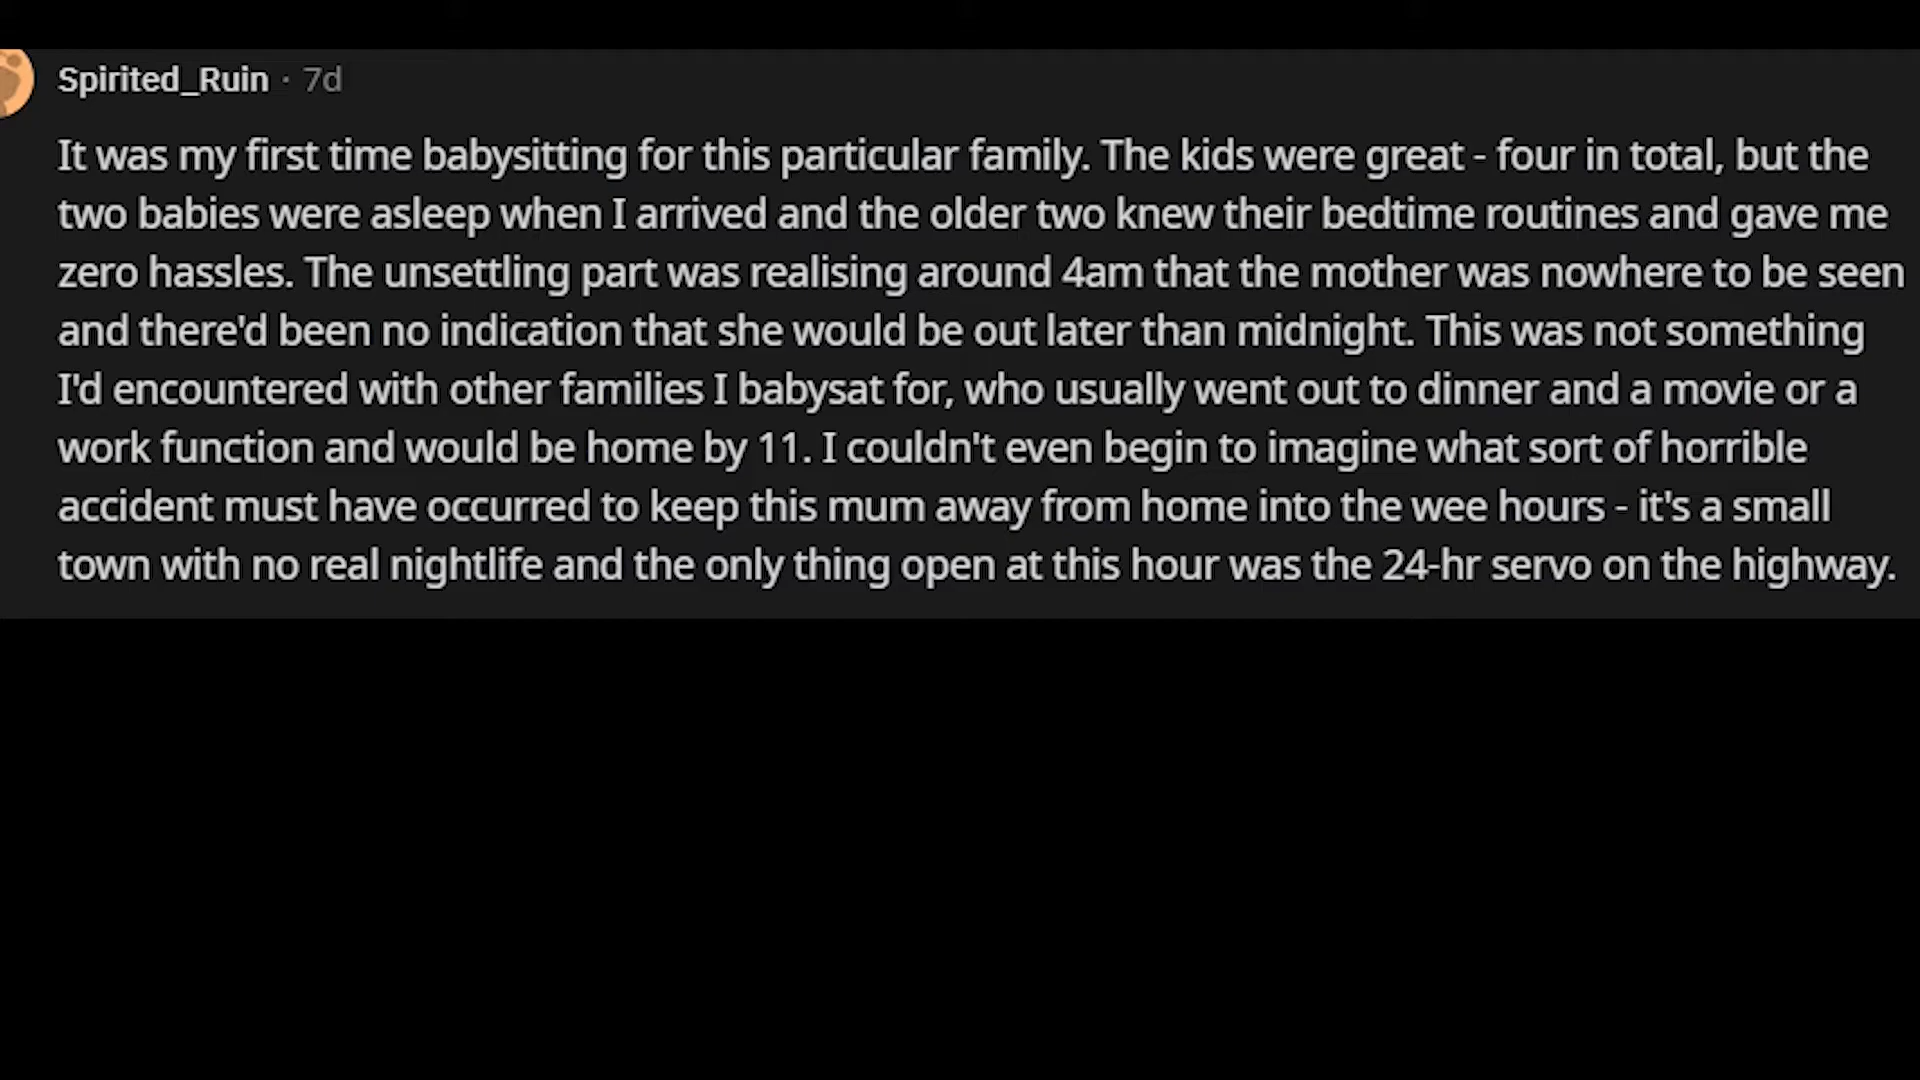 Spirited_Ruin · 7d
It was my first time babysitting for this particular family. The kids were great - four in total, but the
two babies were asleep when I arrived and the older two knew their bedtime routines and gave me
zero hassles. The unsettling part was realising around 4am that the mother was nowhere to be seen
and there'd been no indication that she would be out later than midnight. This was not something
I'd encountered with other families I babysat for, who usually went out to dinner and a movie or a
work function and would be home by 11. I couldn't even begin to imagine what sort of horrible
accident must have occurred to keep this mum away from home into the wee hours - it's a small
town with no real nightlife and the only thing open at this hour was the 24-hr servo on the highway.